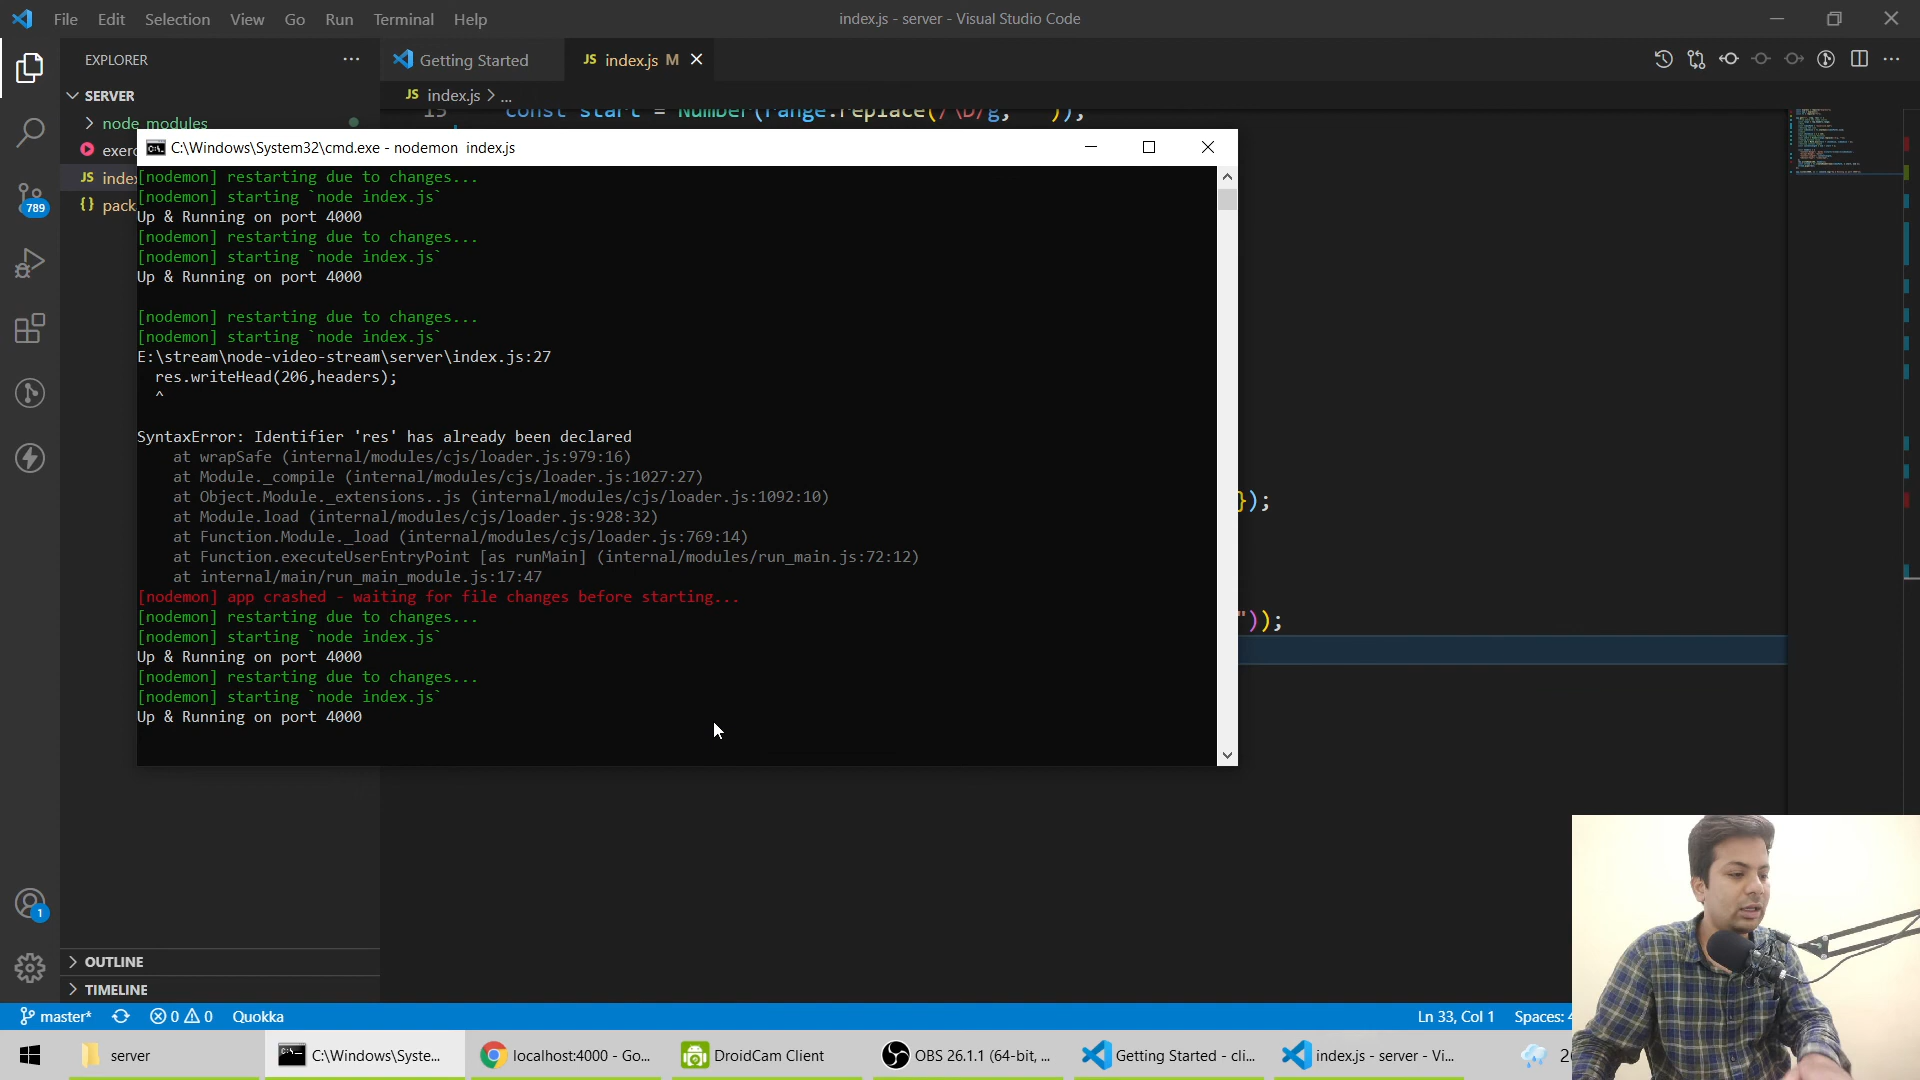 File Edit Selection View Go Run Terminal Help
index.js - server - Visual Studio Code
EXPLORER
Getting Started
JS index.js M
SERVER
JS index.js > ...
node_modules
15 const start = Number(range.replace(/\D/g, ""));
exerc
JS index
{} pack
789
C:\Windows\System32\cmd.exe - nodemon  index.js
[nodemon] restarting due to changes...
[nodemon] starting `node index.js`
Up & Running on port 4000
[nodemon] restarting due to changes...
[nodemon] starting `node index.js`
Up & Running on port 4000
[nodemon] restarting due to changes...
[nodemon] starting `node index.js`
E:\stream\node-video-stream\server\index.js:27
res.writeHead(206,headers);
^
SyntaxError: Identifier 'res' has already been declared
at wrapSafe (internal/modules/cjs/loader.js:979:16)
at Module._compile (internal/modules/cjs/loader.js:1027:27)
at Object.Module._extensions..js (internal/modules/cjs/loader.js:1092:10)
at Module.load (internal/modules/cjs/loader.js:928:32)
at Function.Module._load (internal/modules/cjs/loader.js:769:14)
at Function.executeUserEntryPoint [as runMain] (internal/modules/run_main.js:72:12)
at internal/main/run_main_module.js:17:47
[nodemon] app crashed - waiting for file changes before starting...
[nodemon] restarting due to changes...
[nodemon] starting `node index.js`
Up & Running on port 4000
[nodemon] restarting due to changes...
[nodemon] starting `node index.js`
Up & Running on port 4000
});
"));
1
OUTLINE
TIMELINE
master* 0 0 Quokka
Ln 33, Col 1 Spaces: 4
server
C:\Windows\Syste...
localhost:4000 - Go...
DroidCam Client
OBS 26.1.1 (64-bit, ...
Getting Started - cli...
index.js - server - Vi...